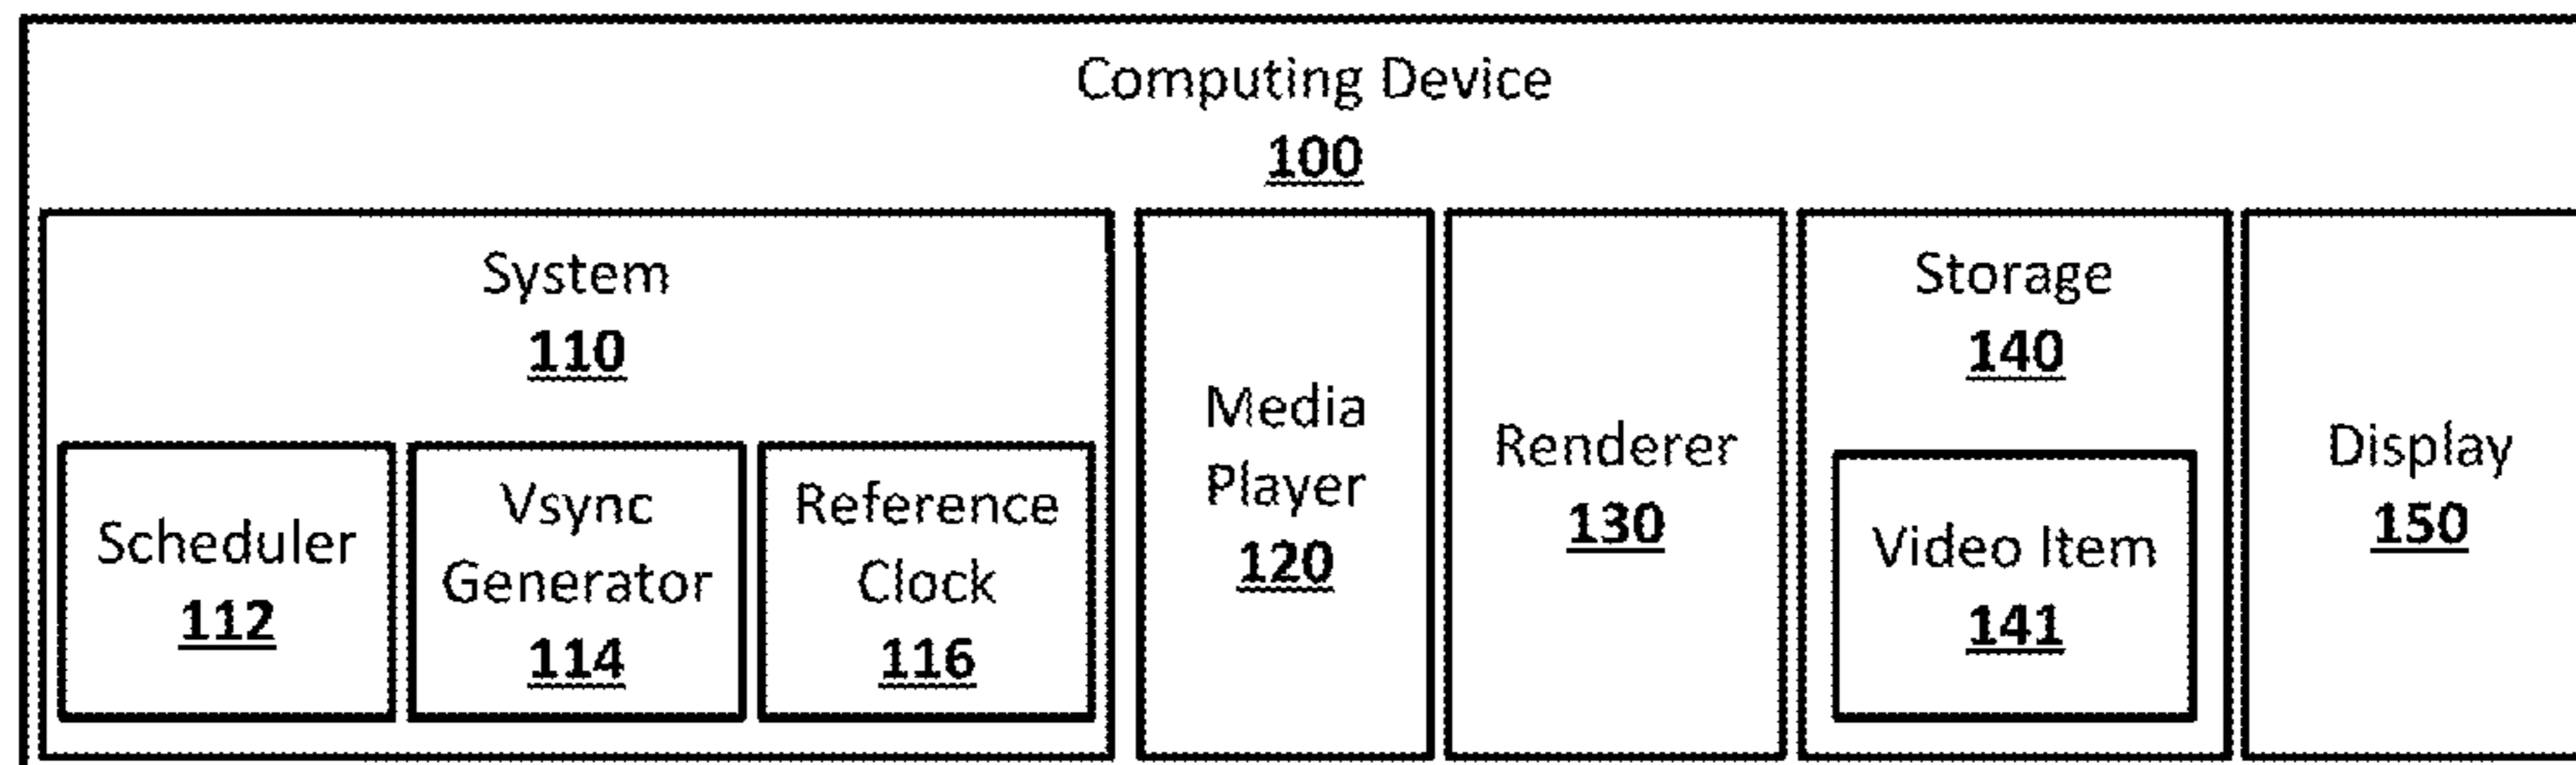 Computing Device
100
System
110
Scheduler
112
Vsync
Generator
114
Reference
Clock
116
Media
Player
120
Renderer
130
Storage
140
Video Item
141
Display
150